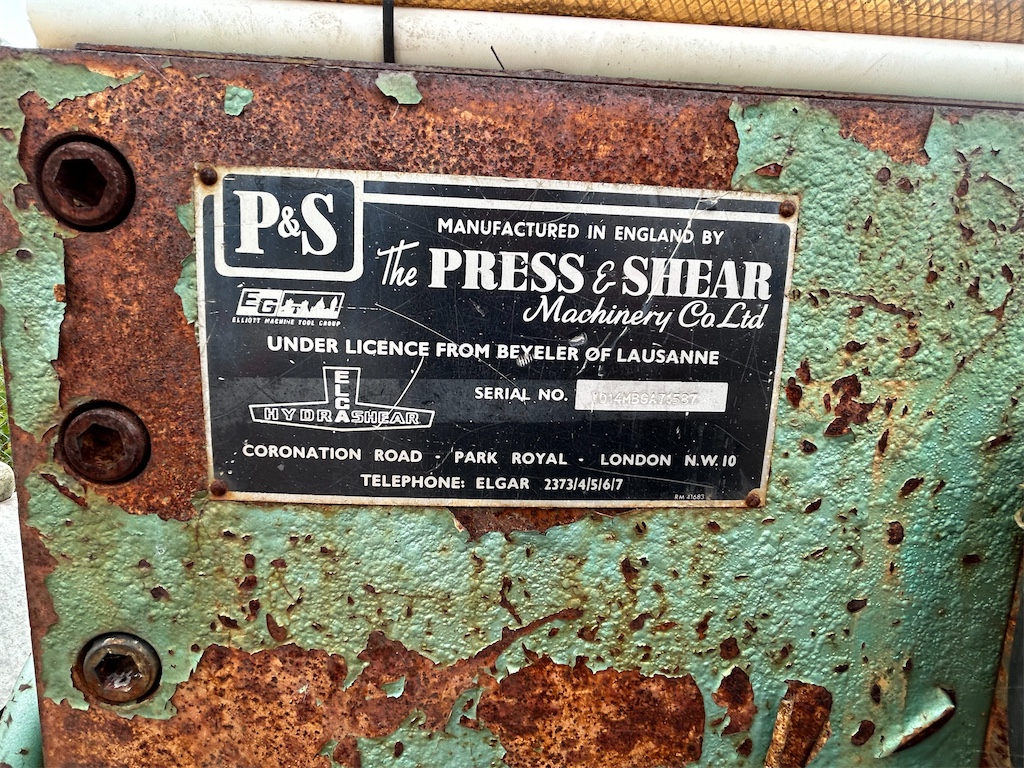 P&S
MANUFACTURED IN ENGLAND BY
The PRESS & SHEAR
Machinery Co. Ltd
EG
ELLIOTT MACHINE TOOL GROUP
UNDER LICENCE FROM BEYELER OF LAUSANNE
SERIAL NO.
ELGA
HYDRASHEAR
CORONATION ROAD - PARK ROYAL - LONDON N.W.10
TELEPHONE: ELGAR 2373/4/5/6/7
RM 41683